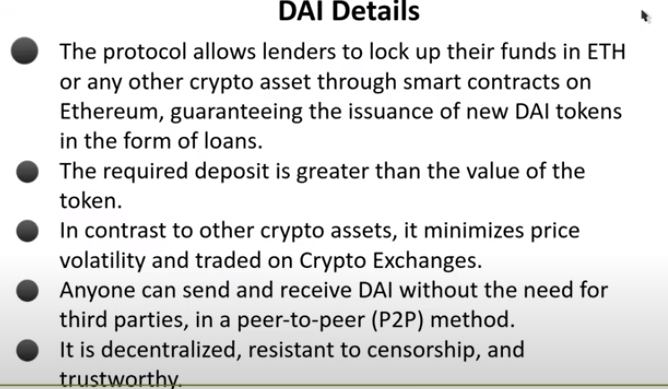 DAI Details
The protocol allows lenders to lock up their funds in ETH
or any other crypto asset through smart contracts on
Ethereum, guaranteeing the issuance of new DAI tokens
in the form of loans.
The required deposit is greater than the value of the
token.
In contrast to other crypto assets, it minimizes price
volatility and traded on Crypto Exchanges.
Anyone can send and receive DAI without the need for
third parties, in a peer-to-peer (P2P) method.
It is decentralized, resistant to censorship, and
trustworthy.